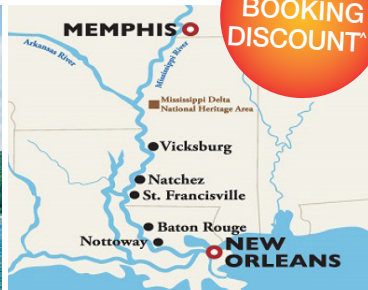 BOOKING
DISCOUNT^
MEMPHIS
Arkansas River
Mississippi River
Mississippi Delta
National Heritage Area
Vicksburg
Natchez
St. Francisville
Baton Rouge
Nottoway
NEW
ORLEANS